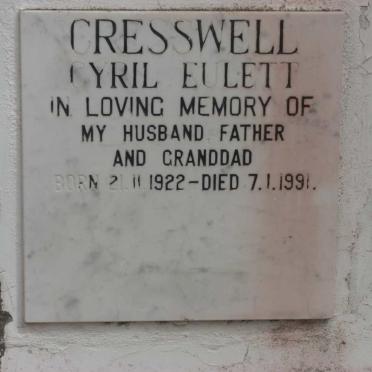 CRESSWELL
CYRIL EULETT
IN LOVING MEMORY OF
MY HUSBAND FATHER
AND GRANDDAD
BORN 21.11.1922-DIED 7.1.1991.